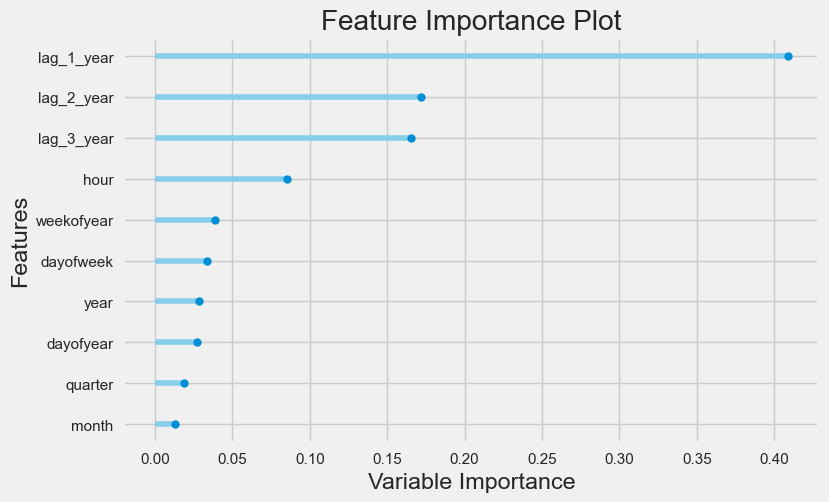 Feature Importance Plot
lag_1_year
lag_2_year
lag_3_year
hour
weekofyear
dayofweek
year
dayofyear
quarter
month
Features
0.00 0.05 0.10 0.15 0.20 0.25 0.30 0.35 0.40
Variable Importance